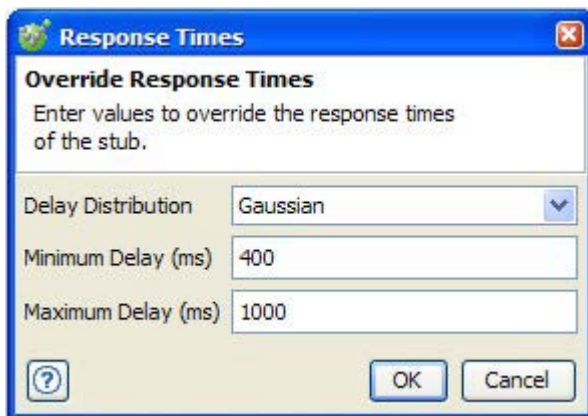 Response Times
Override Response Times
Enter values to override the response times
of the stub.
Delay Distribution Gaussian
Minimum Delay (ms) 400
Maximum Delay (ms) 1000
? OK Cancel